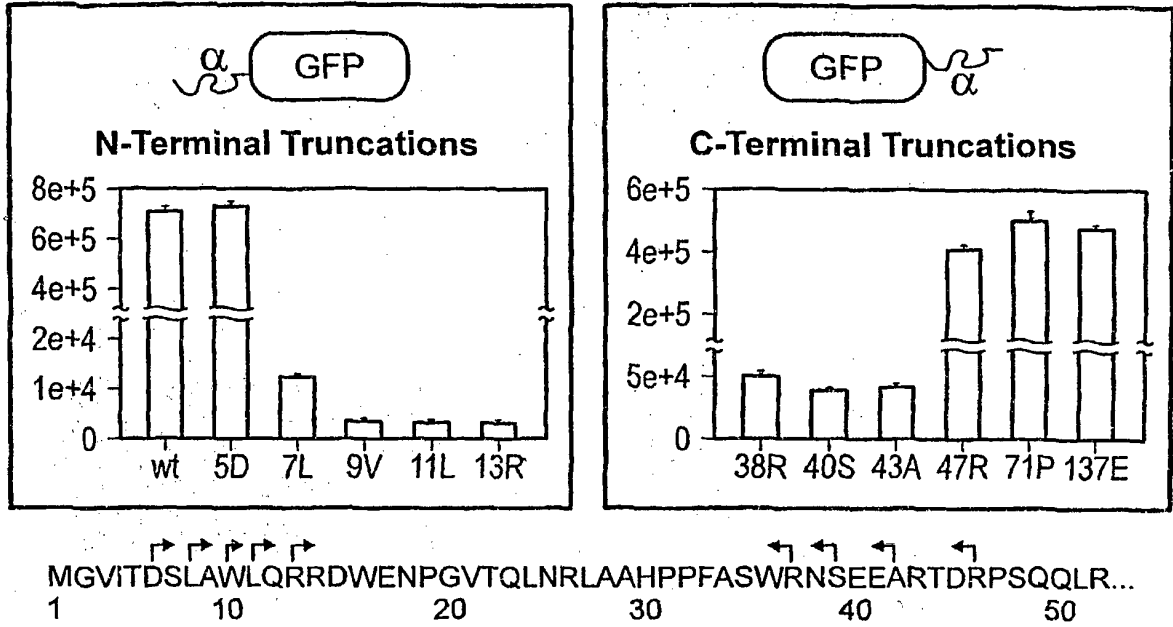 α
GFP
N-Terminal Truncations
8e+5
6e+5
4e+5
2e+4
1e+4
0
wt 5D 7L 9V 11L 13R
GFP
α
C-Terminal Truncations
6e+5
4e+5
2e+5
5e+4
0
38R 40S 43A 47R 71P 137E
MGVITDSLAWLQRRDWENPGVTQLNRLAAHPPFASWRNSEEARTDRPSQQLR...
1 10 20 30 40 50